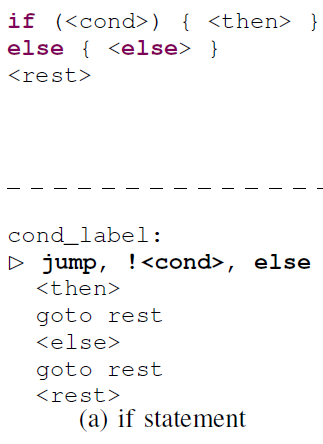 if (<cond>) { <then> }
else { <else> }
<rest>
cond_label:
▷ jump, !<cond>, else
<then>
goto rest
<else>
goto rest
<rest>
(a) if statement